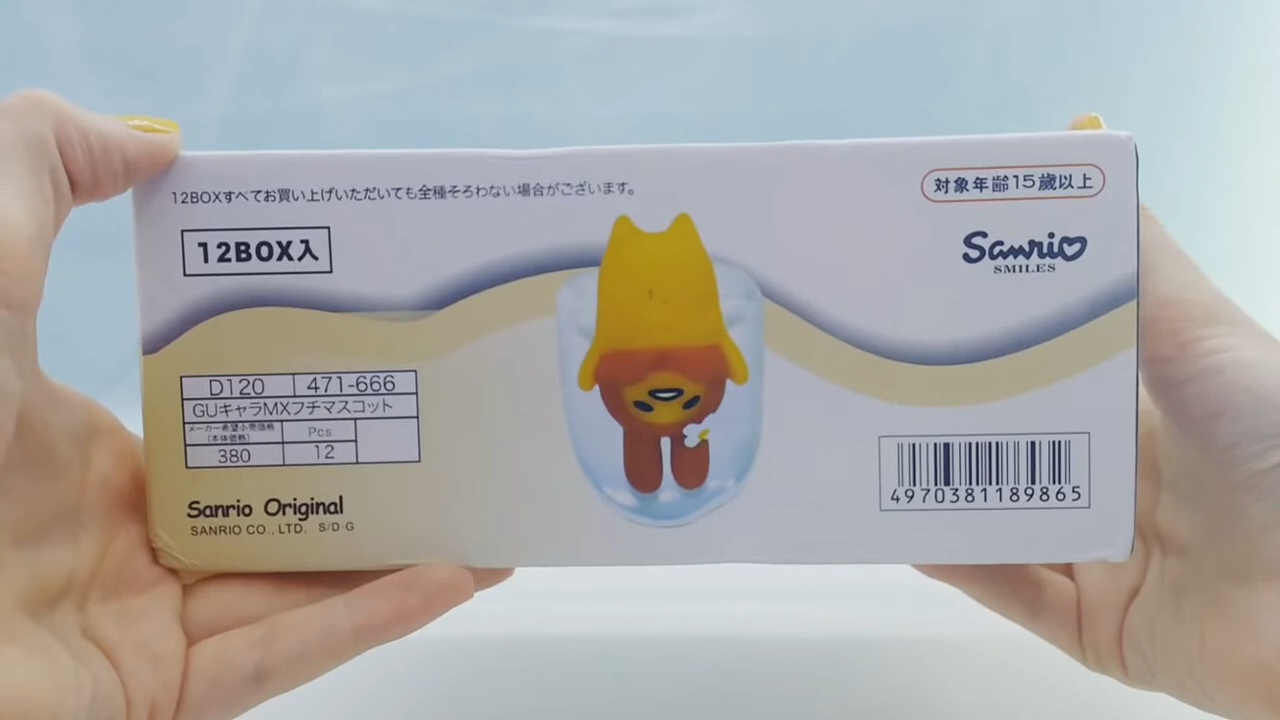 12BOXすべてお買い上げいただいても全種そろわない場合がございます。
対象年齢15歳以上
12BOX入
Sanrio
SMILES
D120 471-666
GUキャラMXフチマスコット
メーカー希望小売価格
(本体価格)
Pcs
380 12
Sanrio Original
SANRIO CO., LTD. S/D·G
4970381189865